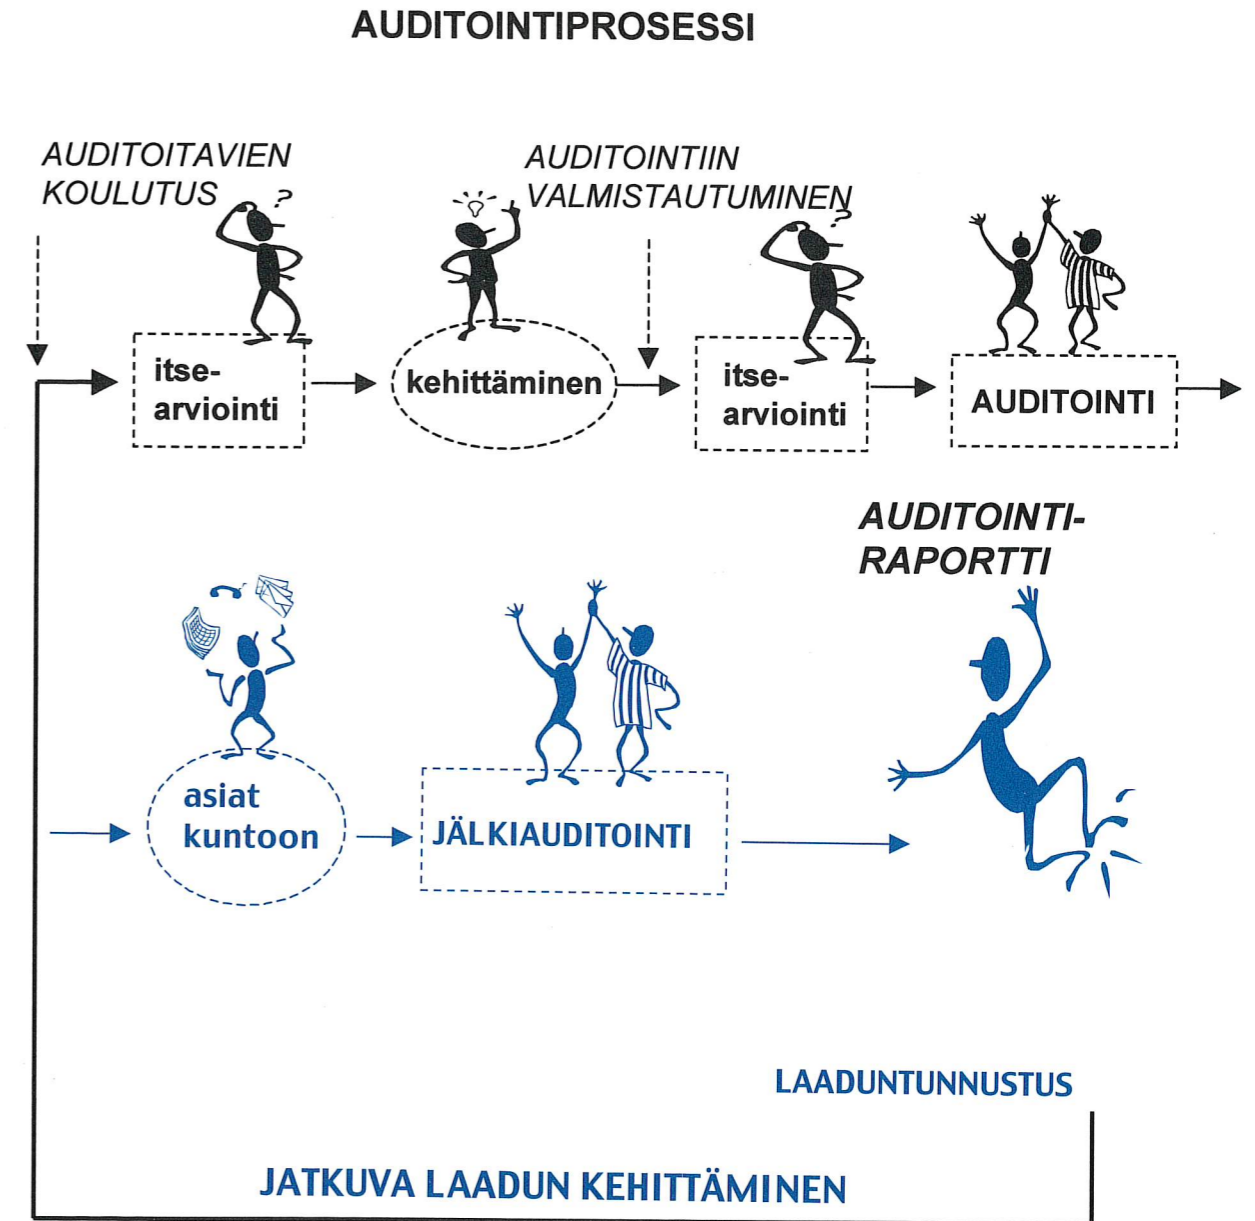 AUDITOINTIPROSESSI
AUDITOITAVIEN
KOULUTUS
?
AUDITOINTIIN
VALMISTAUTUMINEN
?
itse-
arviointi
kehittäminen
itse-
arviointi
AUDITOINTI
AUDITOINTI-
RAPORTTI
asiat
kuntoon
JÄLKIAUDITOINTI
LAADUNTUNNUSTUS
JATKUVA LAADUN KEHITTÄMINEN